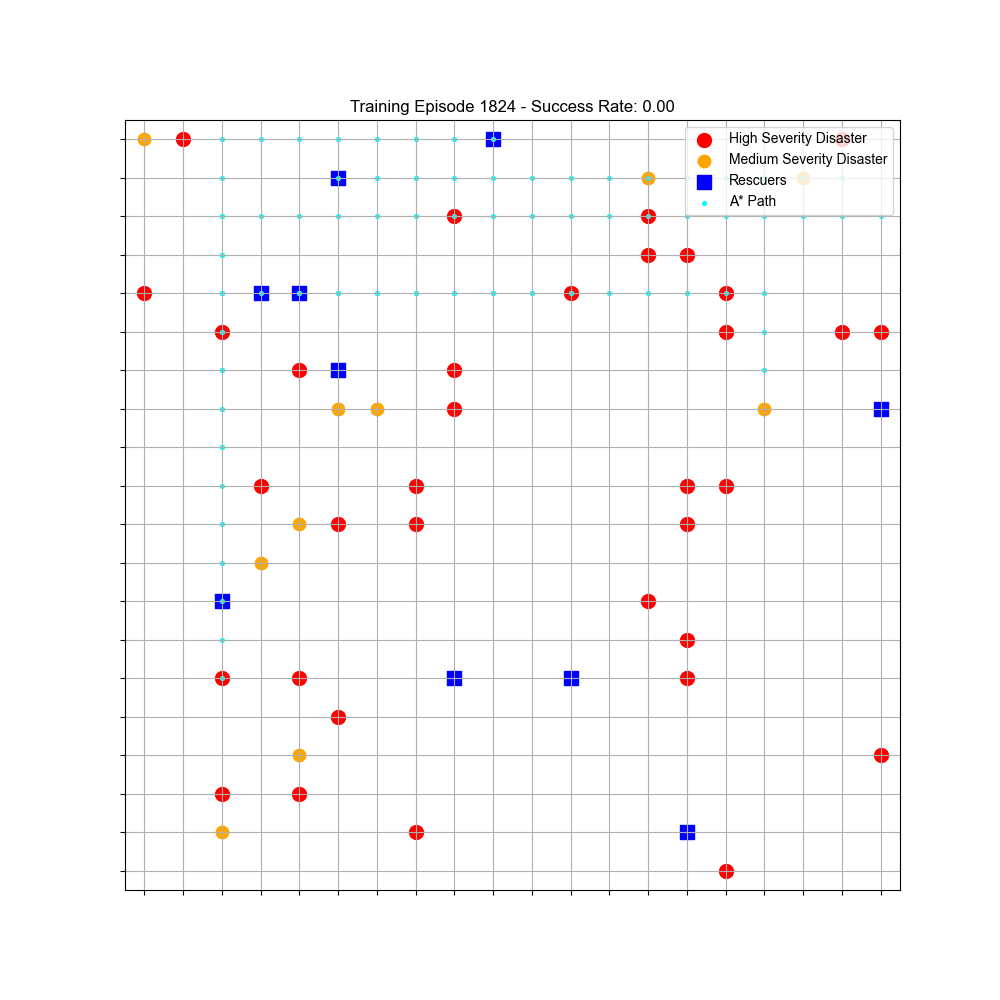 Training Episode 1824 - Success Rate: 0.00
High Severity Disaster
Medium Severity Disaster
Rescuers
A* Path